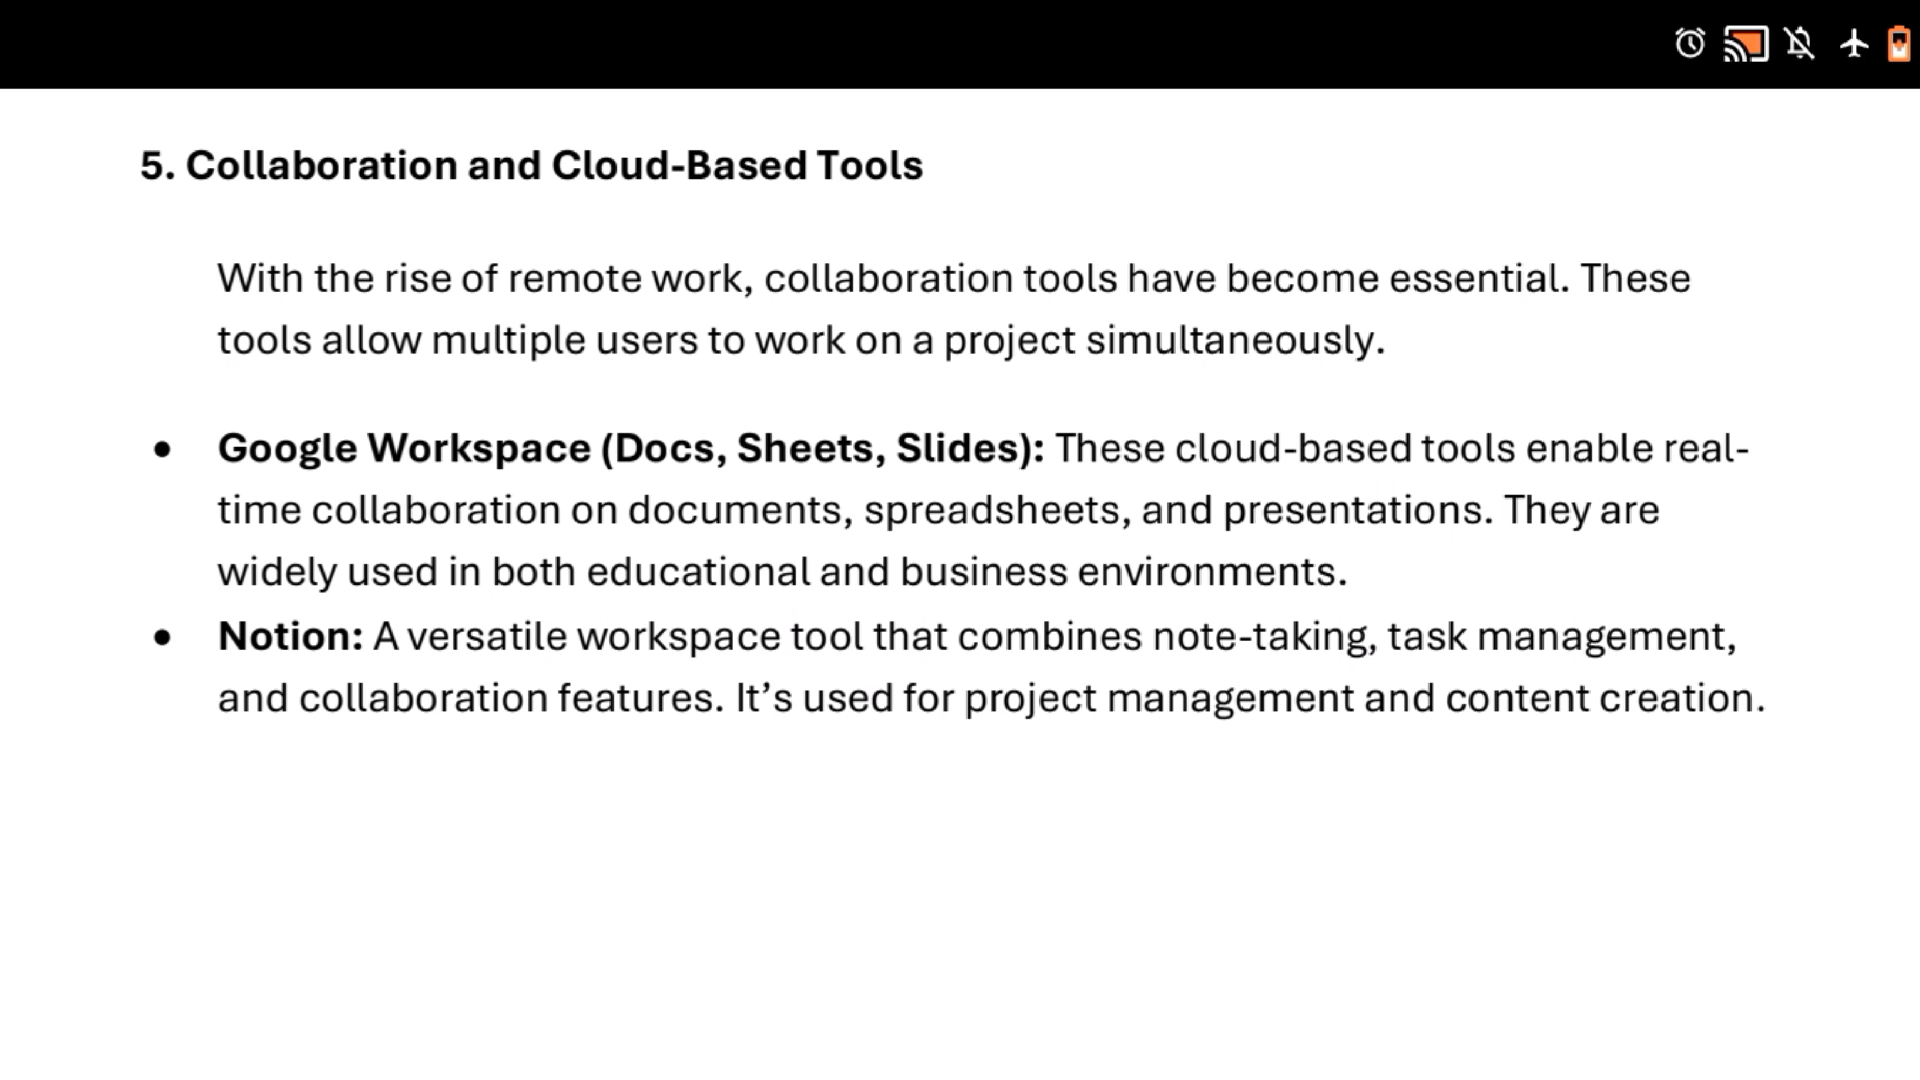 5. Collaboration and Cloud-Based Tools
With the rise of remote work, collaboration tools have become essential. These
tools allow multiple users to work on a project simultaneously.
• Google Workspace (Docs, Sheets, Slides): These cloud-based tools enable real-
time collaboration on documents, spreadsheets, and presentations. They are
widely used in both educational and business environments.
• Notion: A versatile workspace tool that combines note-taking, task management,
and collaboration features. It’s used for project management and content creation.